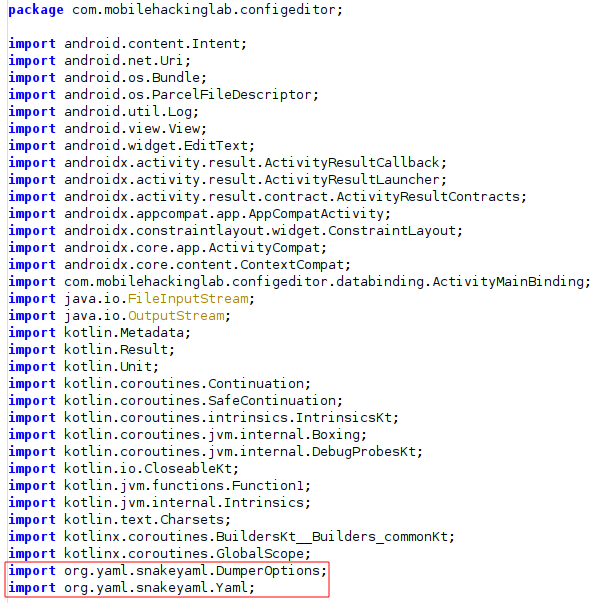 package com.mobilehackinglab.configeditor;
import android.content.Intent;
import android.net.Uri;
import android.os.Bundle;
import android.os.ParcelFileDescriptor;
import android.util.Log;
import android.view.View;
import android.widget.EditText;
import androidx.activity.result.ActivityResultCallback;
import androidx.activity.result.ActivityResultLauncher;
import androidx.activity.result.contract.ActivityResultContracts;
import androidx.appcompat.app.AppCompatActivity;
import androidx.constraintlayout.widget.ConstraintLayout;
import androidx.core.app.ActivityCompat;
import androidx.core.content.ContextCompat;
import com.mobilehackinglab.configeditor.databinding.ActivityMainBinding;
import java.io.FileInputStream;
import java.io.OutputStream;
import kotlin.Metadata;
import kotlin.Result;
import kotlin.Unit;
import kotlin.coroutines.Continuation;
import kotlin.coroutines.SafeContinuation;
import kotlin.coroutines.intrinsics.IntrinsicsKt;
import kotlin.coroutines.jvm.internal.Boxing;
import kotlin.coroutines.jvm.internal.DebugProbesKt;
import kotlin.io.CloseableKt;
import kotlin.jvm.functions.Function1;
import kotlin.jvm.internal.Intrinsics;
import kotlin.text.Charsets;
import kotlinx.coroutines.BuildersKt__Builders_commonKt;
import kotlinx.coroutines.GlobalScope;
import org.yaml.snakeyaml.DumperOptions;
import org.yaml.snakeyaml.Yaml;